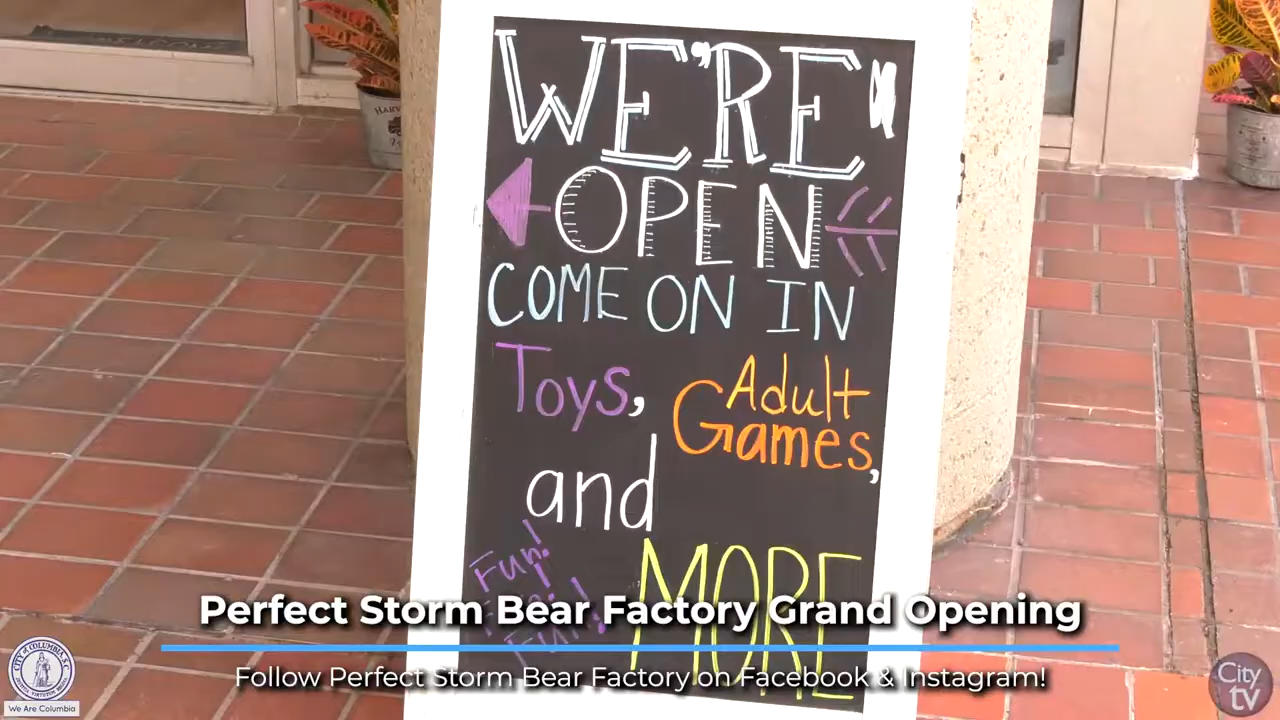 WE'RE"
OPEN
COME ON IN
Toys,
Adult
Games,
and
Fun!
Fun!
MORE
Perfect Storm Bear Factory Grand Opening
Follow Perfect Storm Bear Factory on Facebook & Instagram!
We Are Columbia
City
tv